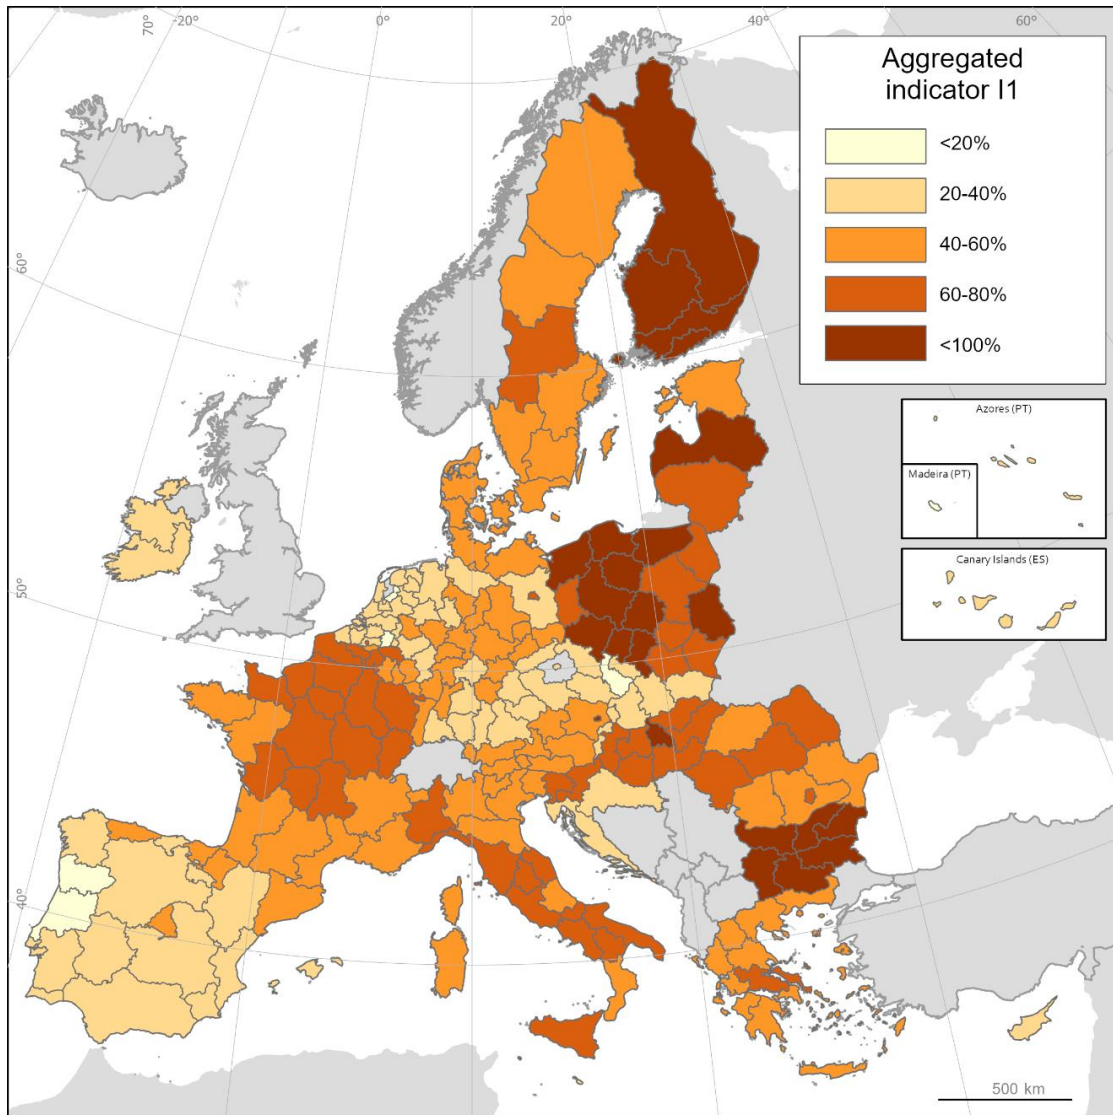 70°
-20°
0°
20°
40°
60°
Aggregated
indicator I1
<20%
20-40%
40-60%
60-80%
<100%
60°
50°
40°
Azores (PT)
Madeira (PT)
Canary Islands (ES)
500 km